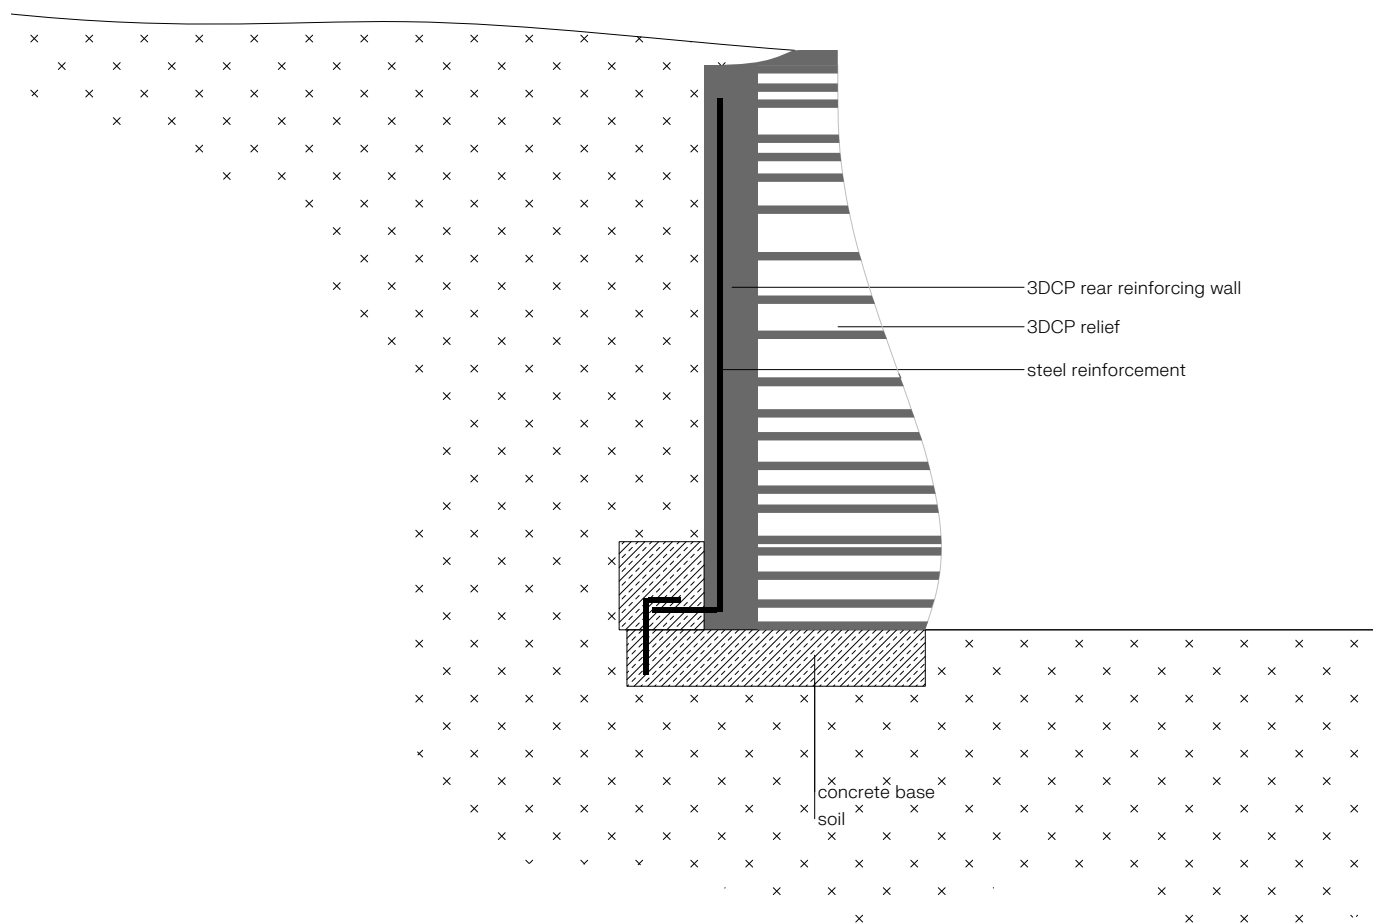 3DCP rear reinforcing wall
3DCP relief
steel reinforcement
concrete base
soil